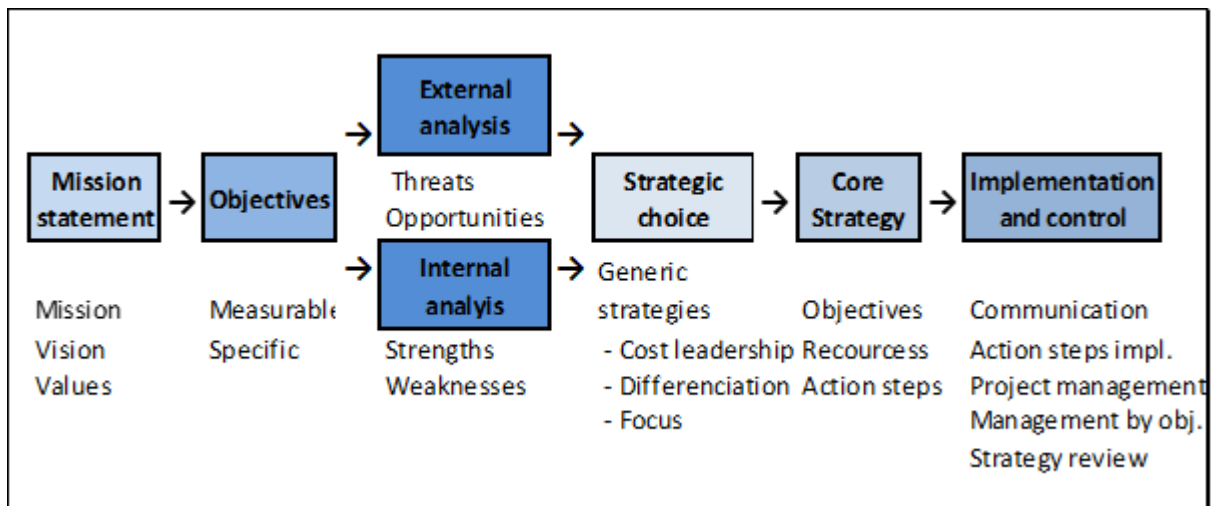 Mission
statement
Mission
Vision
Values
→
Objectives
Measurable
Specific
→
External
analysis
Threats
Opportunities
→
Internal
analyis
Strengths
Weaknesses
→
→
Strategic
choice
Generic
strategies
- Cost leadership
- Differenciation
- Focus
→
Core
Strategy
Objectives
Recourcess
Action steps
→
Implementation
and control
Communication
Action steps impl.
Project management
Management by obj.
Strategy review